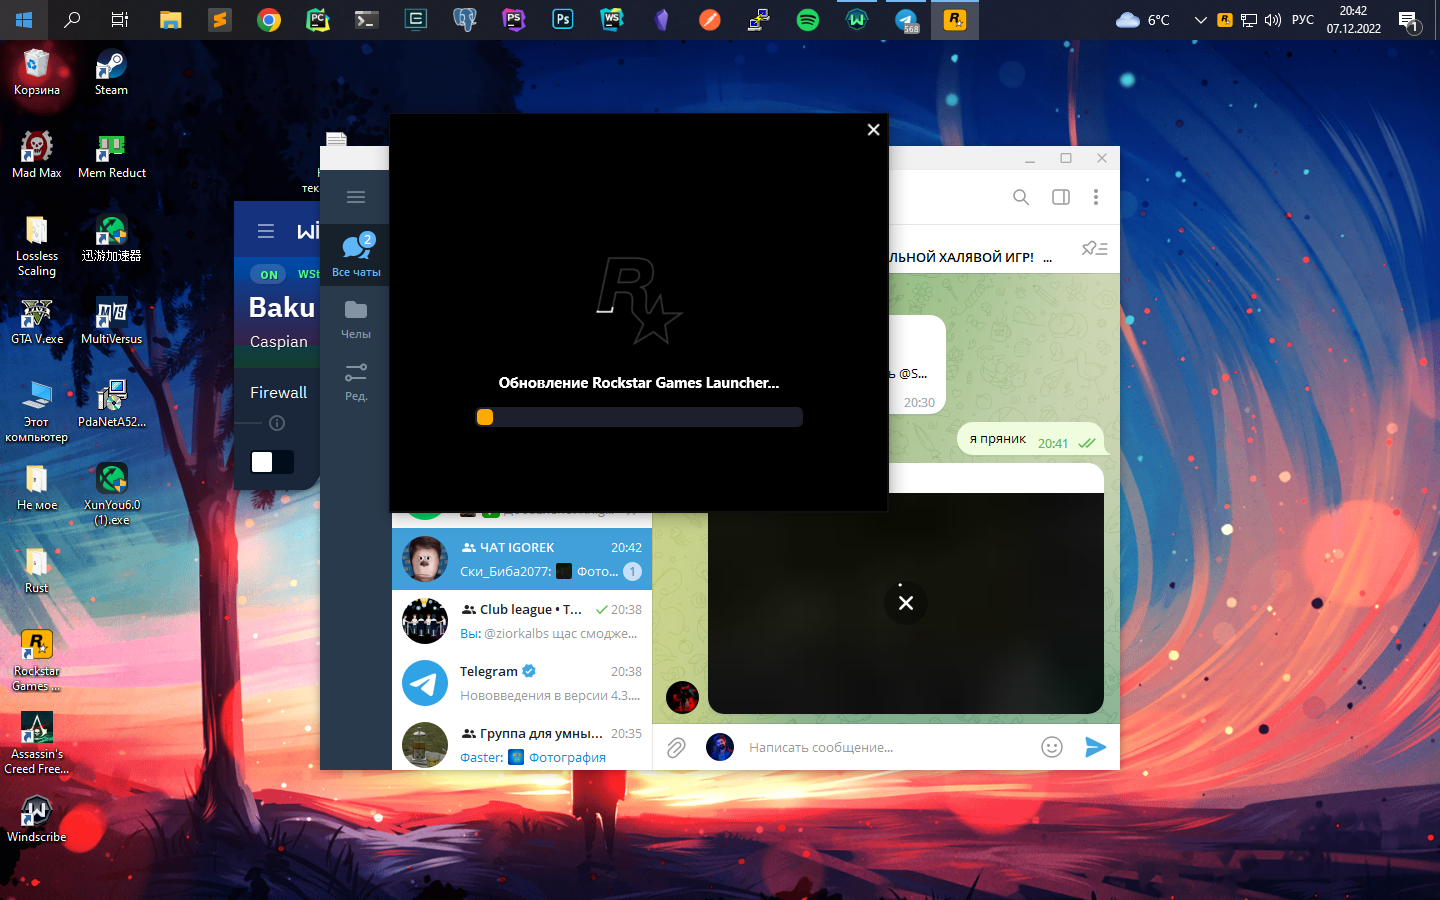 6°C
РУС
20:42
07.12.2022
1
568
Корзина
Steam
Mad Max
Mem Reduct
Lossless
Scaling
迅游加速器
GTA V.exe
MultiVersus
Этот
компьютер
PdaNetA52...
Не мое
XunYou6.0
(1).exe
Rust
Rockstar
Games ...
Assassin's
Creed Free...
Windscribe
тек
ON
WSt
Baku
Caspian
Firewall
2
Все чаты
Челы
Ред.
Обновление Rockstar Games Launcher...
ЛЬНОЙ ХАЛЯВОЙ ИГР! ...
ь @S...
20:30
я пряник 20:41
ЧАТ IGOREK 20:42
Ски_Биба2077: Фото... 1
Club league • T... 20:38
Вы: @ziorkalbs щас смодже...
Telegram 20:38
Нововведения в версии 4.3....
Группа для умны... 20:35
Фaster: Фотография
Написать сообщение...